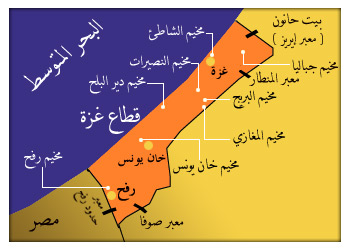 البحر المتوسط
بيت حانون
( معبر إيريز )
مخيم الشاطئ
مخيم النصيرات
غزة
مخيم جباليا
معبر المنطار
مخيم دير البلح
مخيم البريج
قطاع غزة
مخيم المغازي
خان يونس
مخيم خان يونس
مخيم رفح
رفح
معبر
حدود رفح
معبر صوفا
مصر